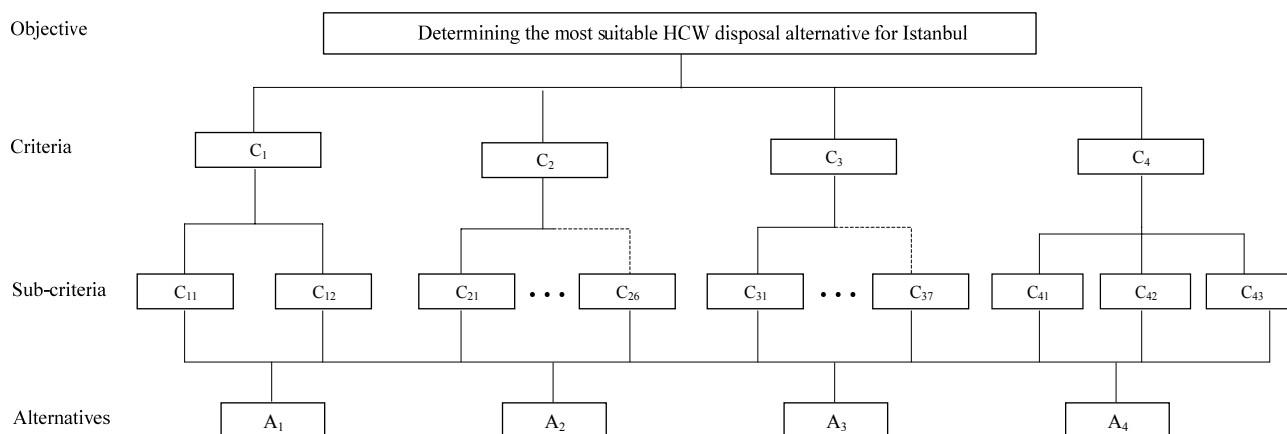 Objective
Determining the most suitable HCW disposal alternative for Istanbul
Criteria
C₁
C₂
C₃
C₄
Sub-criteria
C₁₁
C₁₂
C₂₁
• • •
C₂₆
C₃₁
• • •
C₃₇
C₄₁
C₄₂
C₄₃
Alternatives
A₁
A₂
A₃
A₄